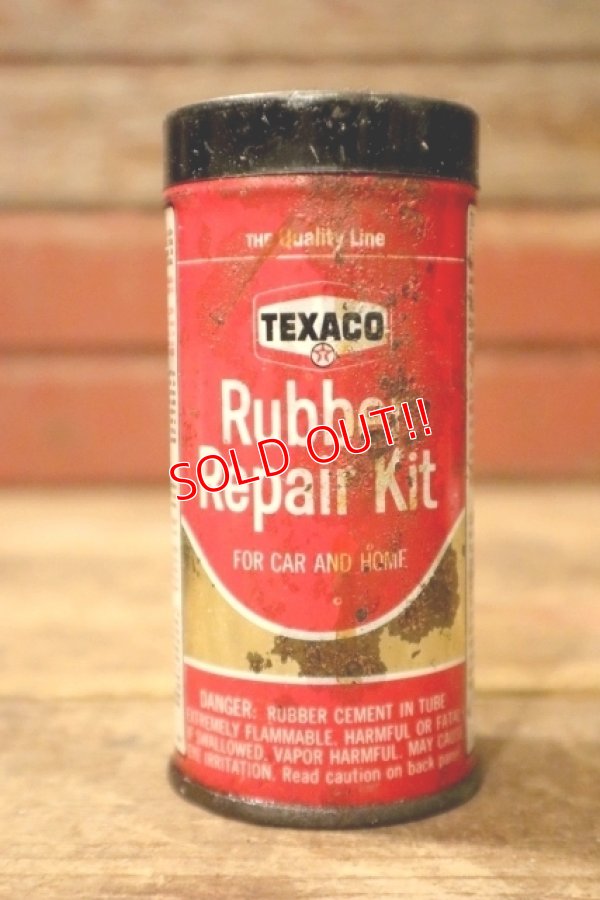 THE Quality Line
TEXACO
Rubber
Repair Kit
SOLD OUT!!
FOR CAR AND HOME
DANGER: RUBBER CEMENT IN TUBE
EXTREMELY FLAMMABLE. HARMFUL OR FATAL
IF SWALLOWED. VAPOR HARMFUL. MAY CAUSE
IRRITATION. Read caution on back panel